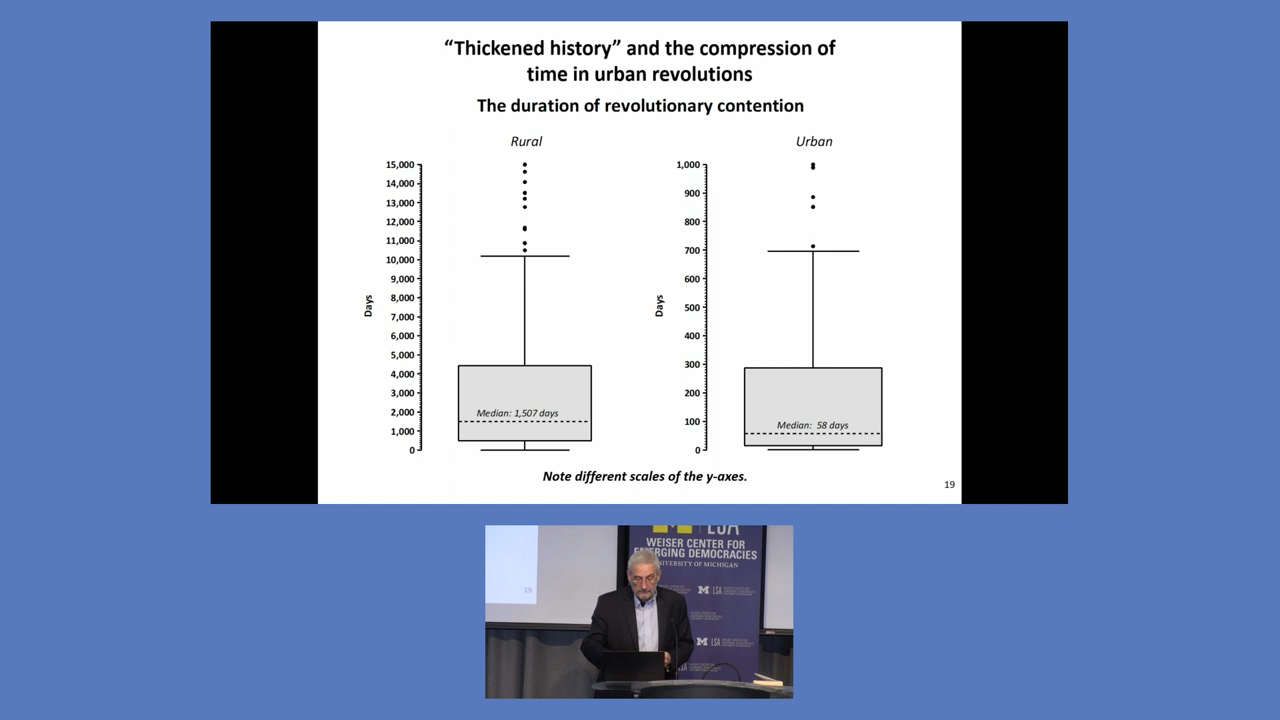 “Thickened history” and the compression of
time in urban revolutions
The duration of revolutionary contention
Rural
15,000
14,000
13,000
12,000
11,000
10,000
9,000
8,000
7,000
6,000
5,000
4,000
3,000
2,000
1,000
0
Days
Median: 1,507 days
Urban
1,000
900
800
700
600
500
400
300
200
100
0
Days
Median: 58 days
Note different scales of the y-axes.
19
19
LSA
WEISER CENTER FOR
EMERGING DEMOCRACIES
UNIVERSITY OF MICHIGAN
M LSA
M LSA